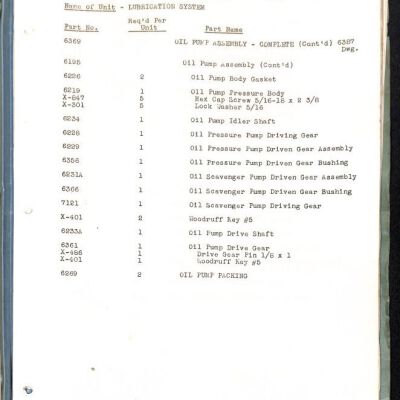 Name of Unit - LUBRICATION SYSTEM
Part No. Req'd Per Unit Part Name
6369 OIL PUMP ASSEMBLY - COMPLETE (Cont'd) 6387 Dwg.
6195 Oil Pump Assembly (Cont'd)
6226 2 Oil Pump Body Gasket
6219 1 Oil Pump Pressure Body
X-847 5 Hex Cap Screw 5/16-18 x 2 3/8
X-301 5 Lock Washer 5/16
6234 1 Oil Pump Idler Shaft
6228 1 Oil Pressure Pump Driving Gear
6229 1 Oil Pressure Pump Driven Gear Assembly
6356 1 Oil Pressure Pump Driven Gear Bushing
6231A 1 Oil Scavenger Pump Driven Gear Assembly
6366 1 Oil Scavenger Pump Driven Gear Bushing
7121 1 Oil Scavenger Pump Driving Gear
X-401 2 Woodruff Key #5
6233A 1 Oil Pump Drive Shaft
6361 1 Oil Pump Drive Gear
X-486 1 Drive Gear Pin 1/8 x 1
X-401 1 Woodruff Key #5
6269 2 OIL PUMP PACKING